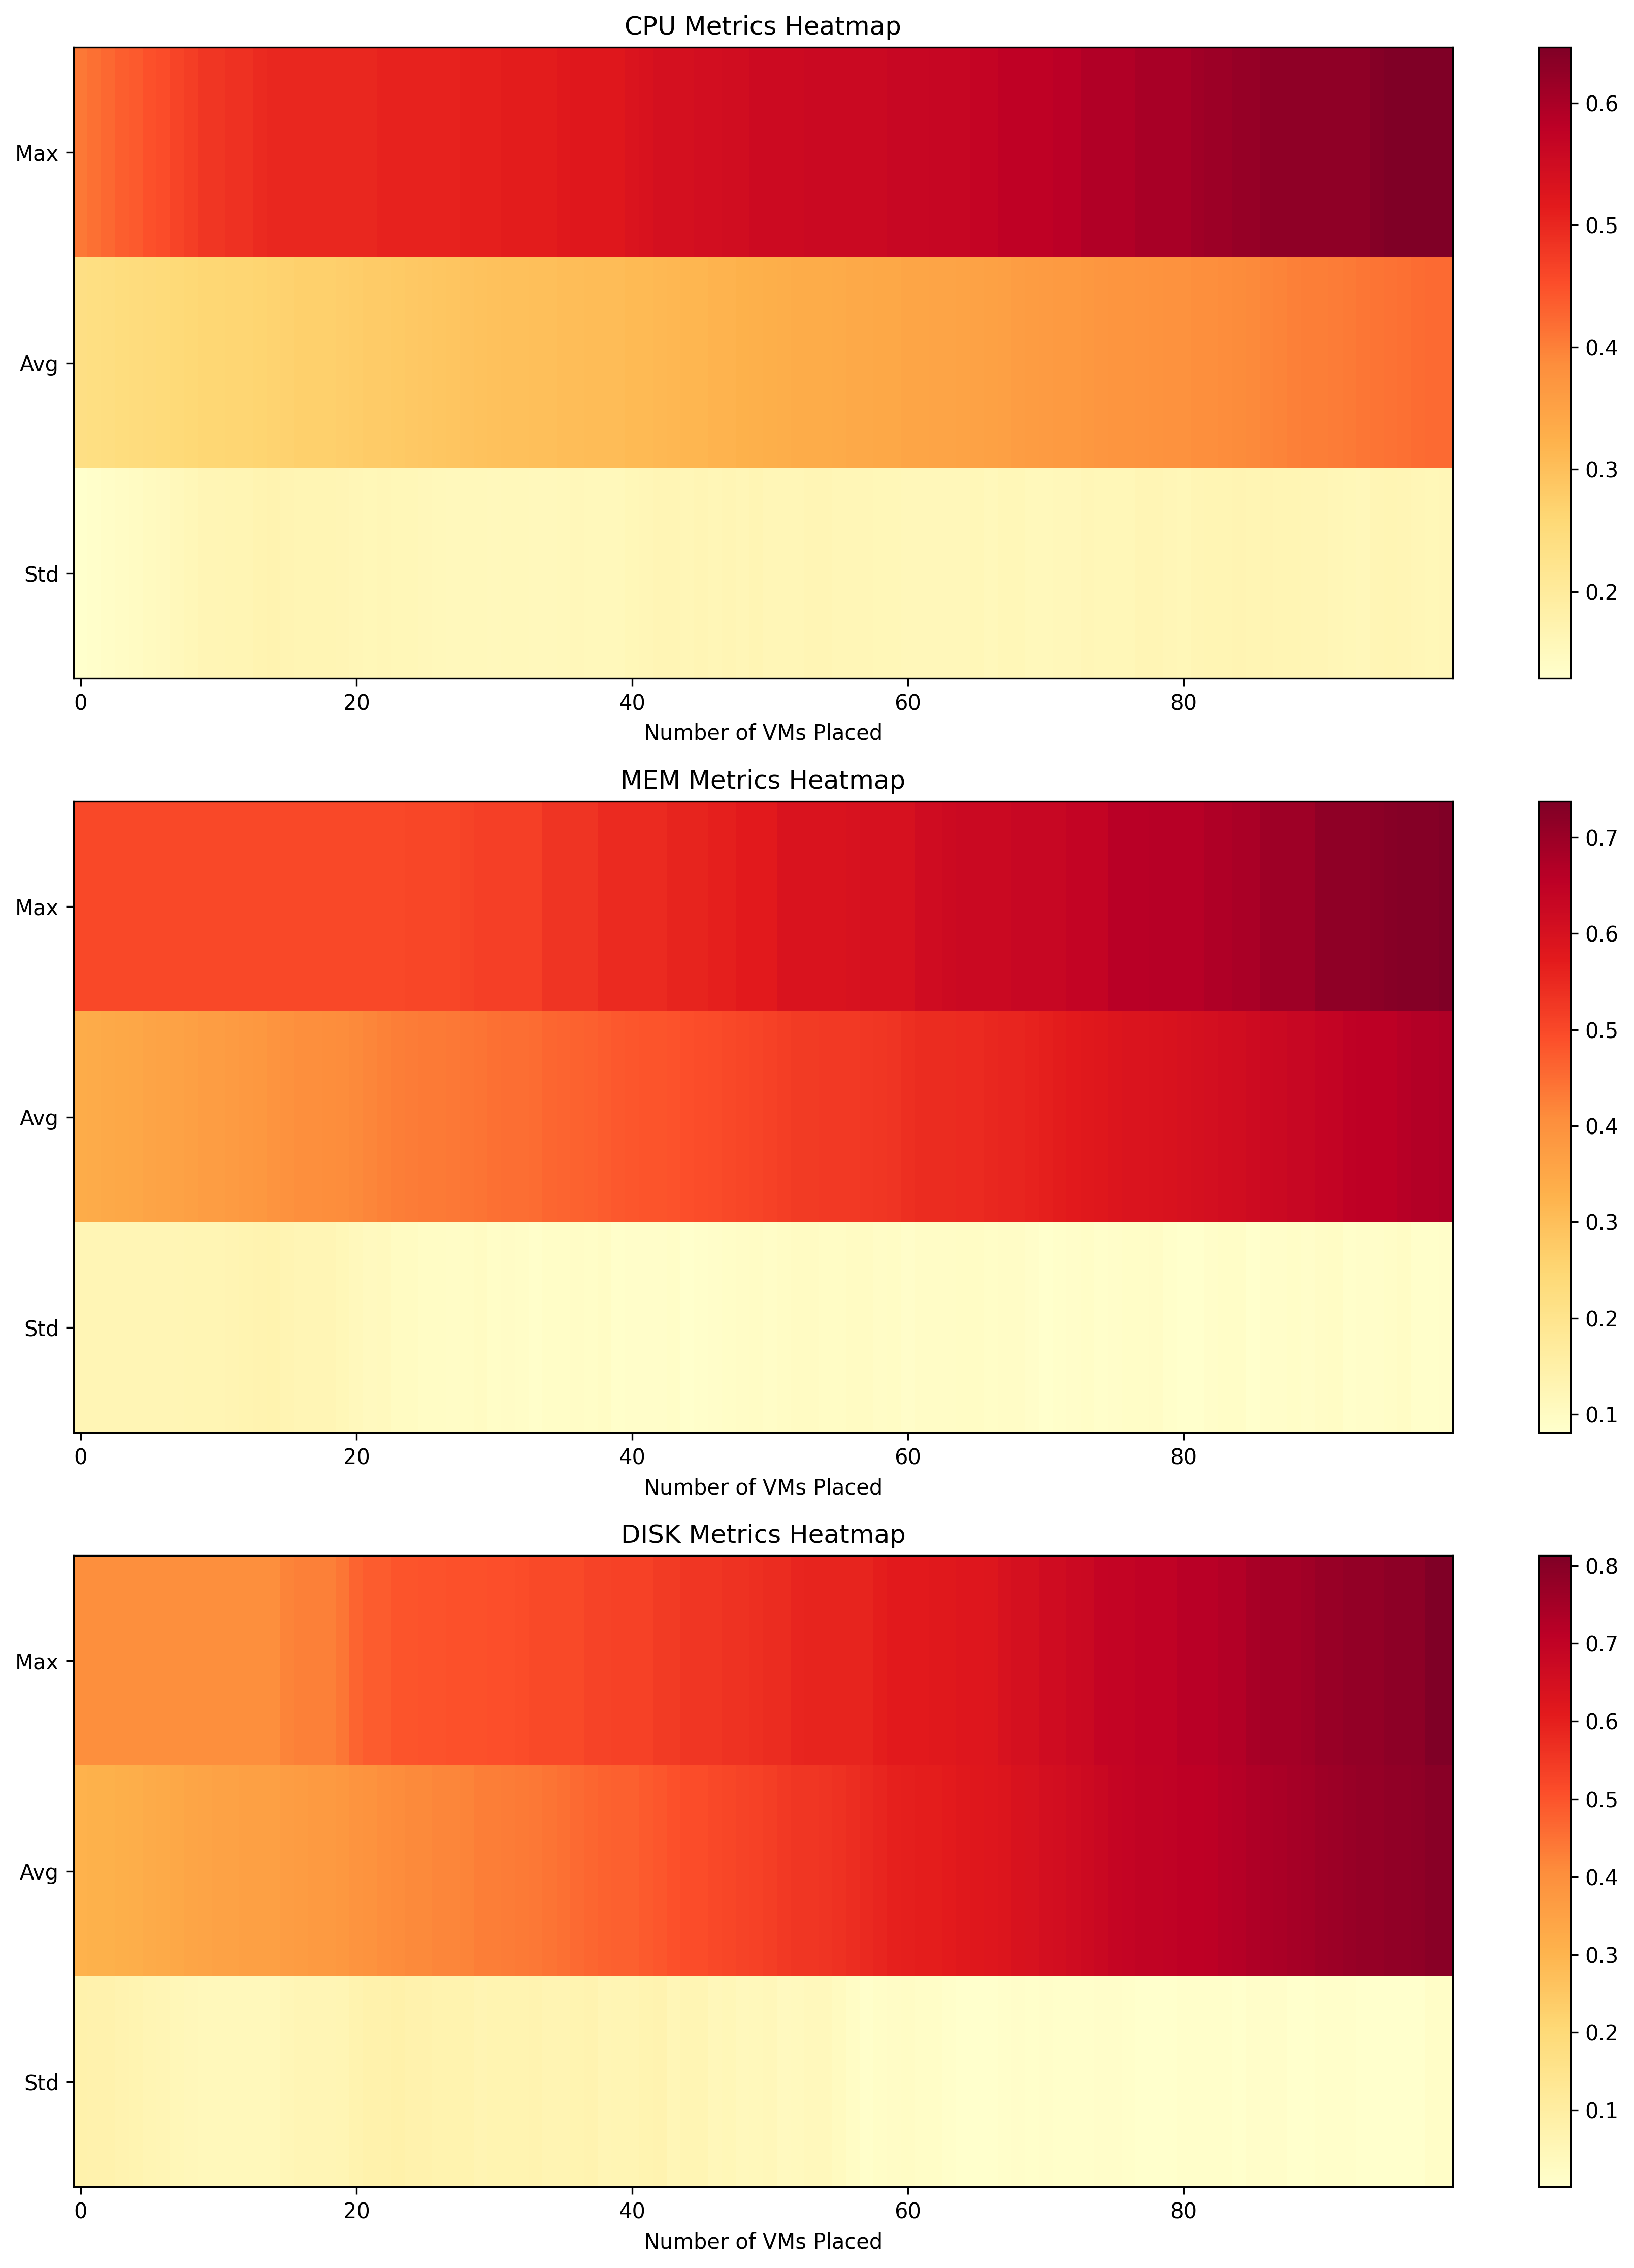 CPU Metrics Heatmap
Max
Avg
Std
0 20 40 60 80
Number of VMs Placed
0.6
0.5
0.4
0.3
0.2
MEM Metrics Heatmap
Max
Avg
Std
0 20 40 60 80
Number of VMs Placed
0.7
0.6
0.5
0.4
0.3
0.2
0.1
DISK Metrics Heatmap
Max
Avg
Std
0 20 40 60 80
Number of VMs Placed
0.8
0.7
0.6
0.5
0.4
0.3
0.2
0.1